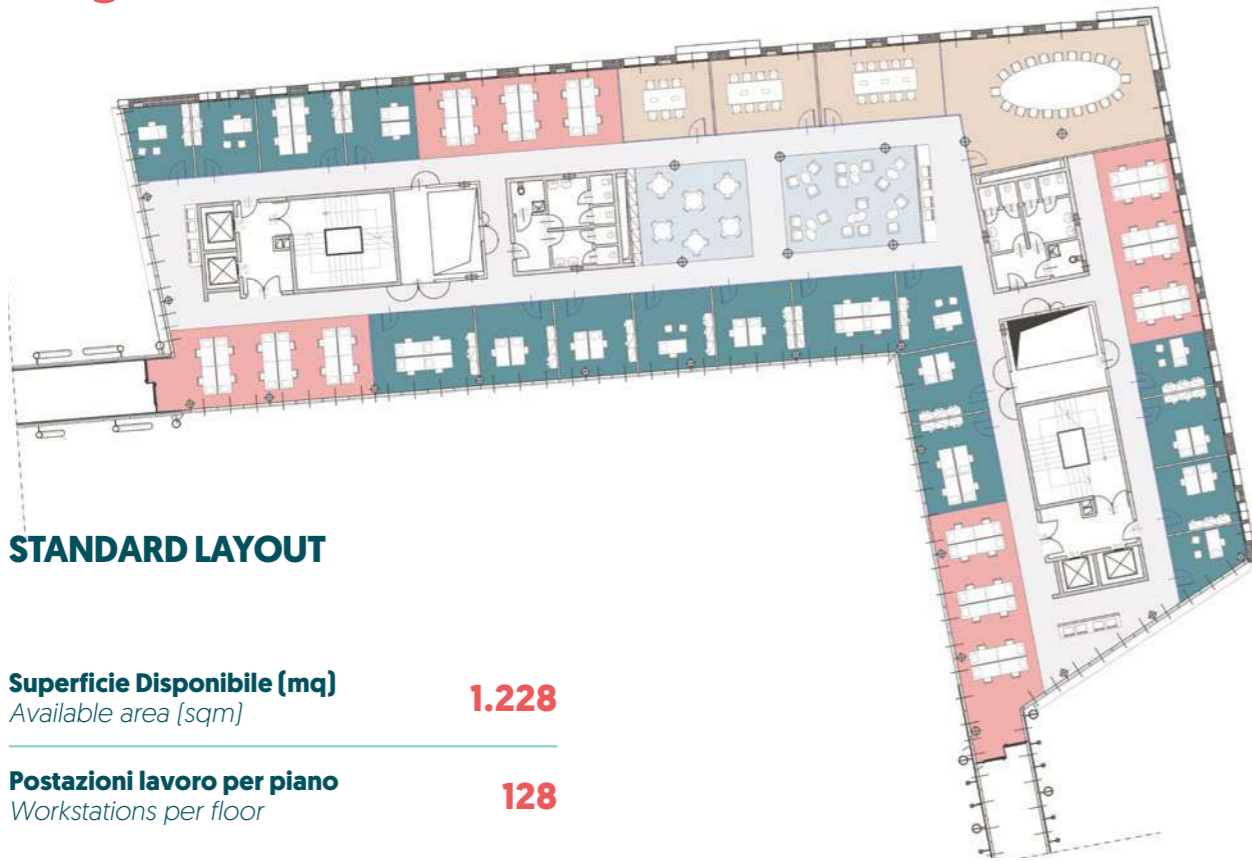 STANDARD LAYOUT
Superficie Disponibile (mq)
Available area (sqm)
1.228
Postazioni lavoro per piano
Workstations per floor
128